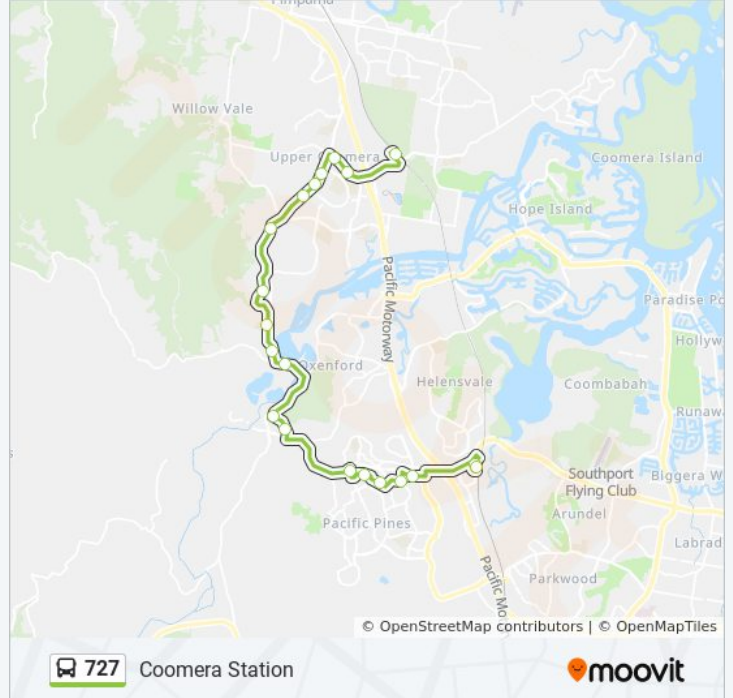 Pimpama
Willow Vale
Upper Coomera
Coomera Island
Hope Island
Pacific Motorway
Paradise Po
Hollyw
Oxenford
Helensvale
Coombabah
Runaw
Southport
Flying Club
Biggera W
Arundel
Pacific Pines
Labrad
Pacific Mo
Parkwood
© OpenStreetMap contributors | © OpenMapTiles
727 Coomera Station
moovit